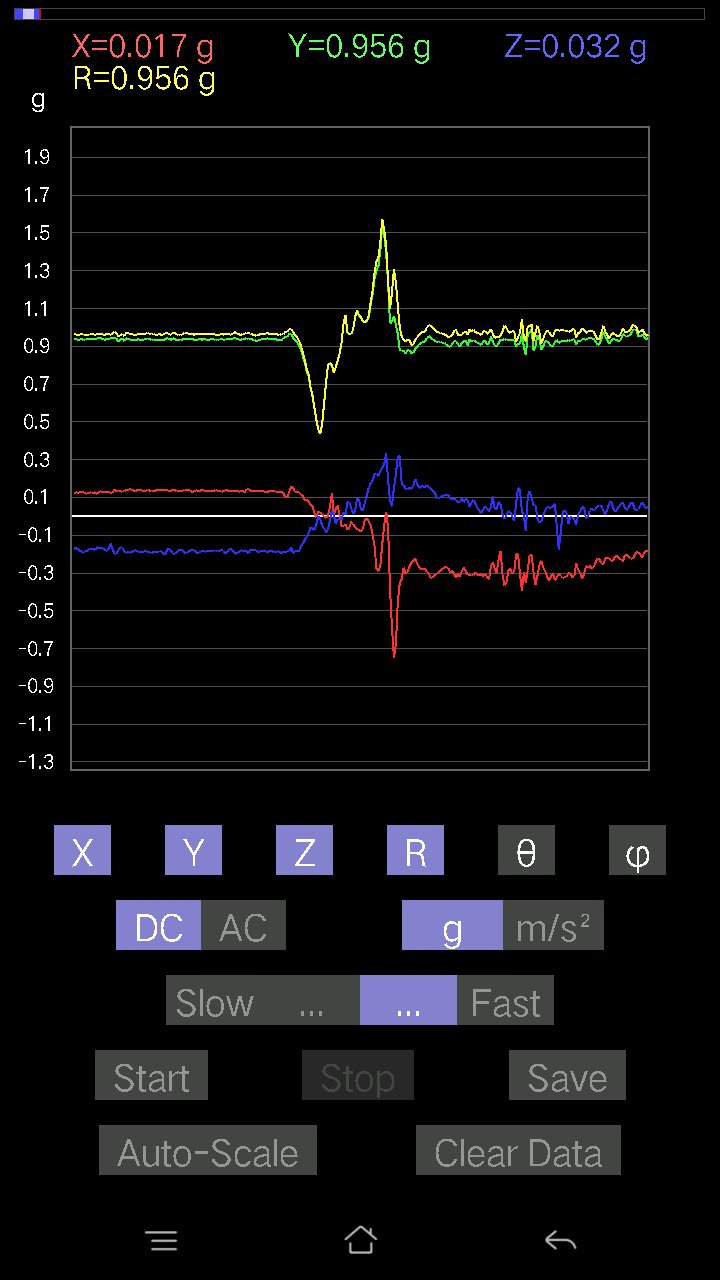 X=0.017 g Y=0.956 g Z=0.032 g
R=0.956 g
g
1.9
1.7
1.5
1.3
1.1
0.9
0.7
0.5
0.3
0.1
-0.1
-0.3
-0.5
-0.7
-0.9
-1.1
-1.3
X Y Z R θ φ
DC AC g m/s²
Slow ... ... Fast
Start Stop Save
Auto-Scale Clear Data